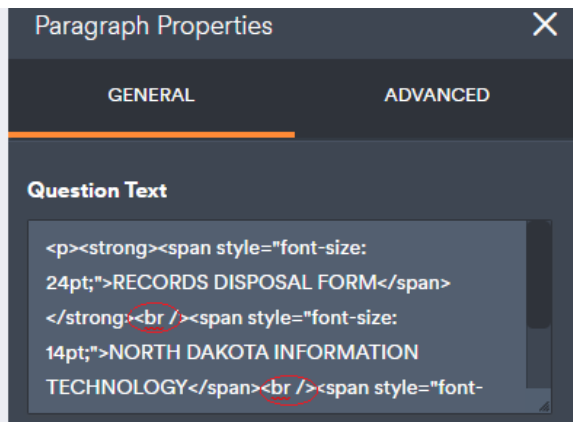 Paragraph Properties
GENERAL ADVANCED
Question Text
<p><strong><span style="font-size:
24pt;">RECORDS DISPOSAL FORM</span>
</strong><br /><span style="font-size:
14pt;">NORTH DAKOTA INFORMATION
TECHNOLOGY</span><br /><span style="font-